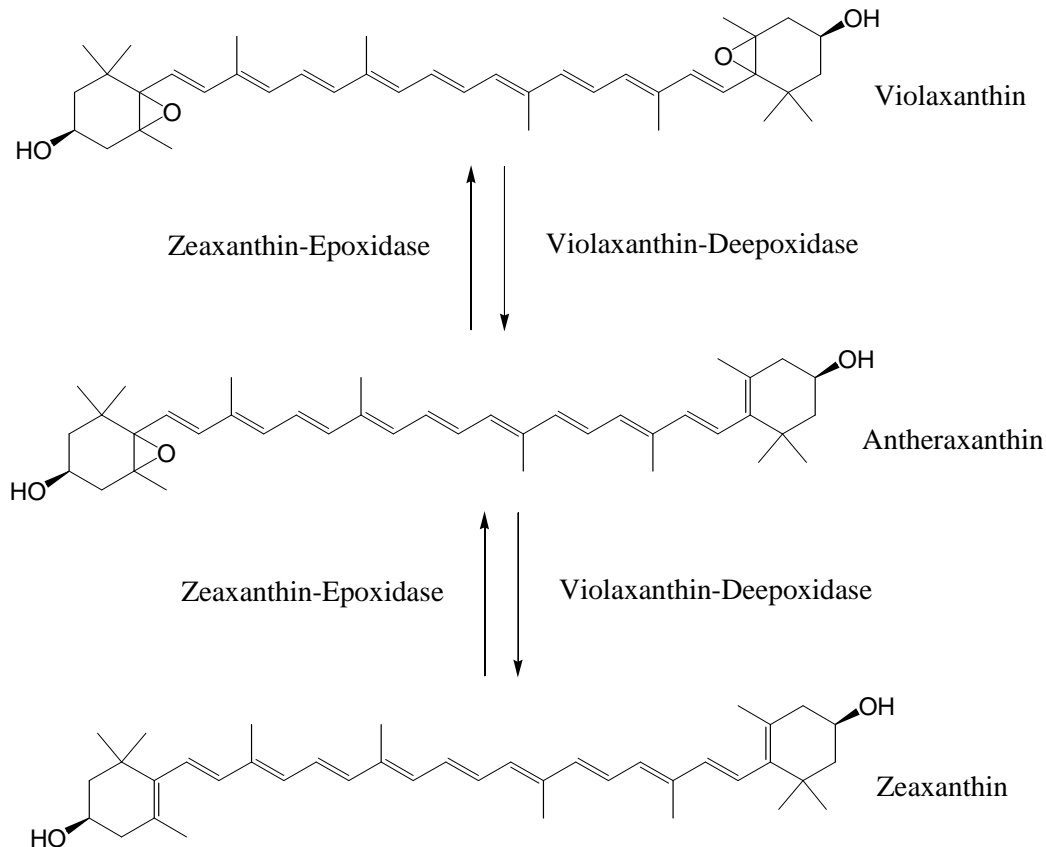 OH
O
Violaxanthin
O
HO
Zeaxanthin-Epoxidase
Violaxanthin-Deepoxidase
OH
Antheraxanthin
O
HO
Zeaxanthin-Epoxidase
Violaxanthin-Deepoxidase
OH
Zeaxanthin
HO